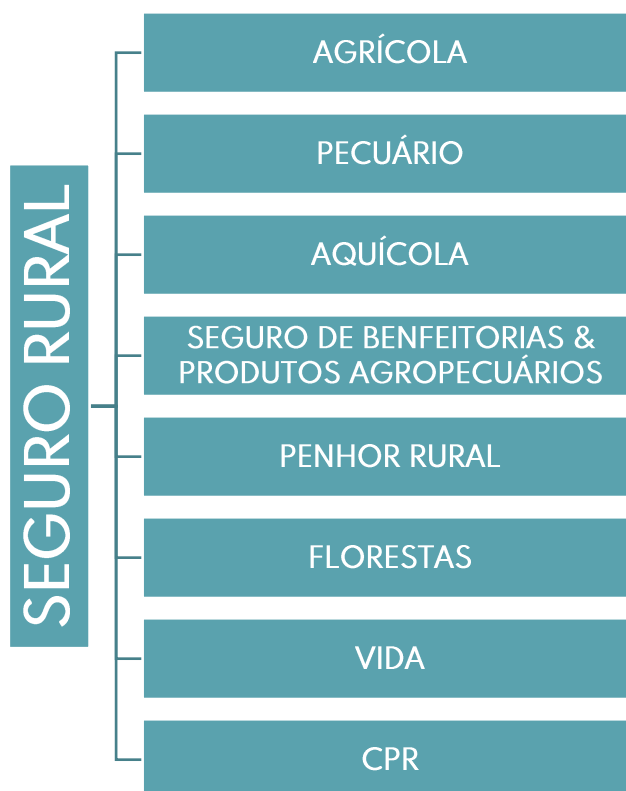 SEGURO RURAL
AGRÍCOLA
PECUÁRIO
AQUÍCOLA
SEGURO DE BENFEITORIAS &
PRODUTOS AGROPECUÁRIOS
PENHOR RURAL
FLORESTAS
VIDA
CPR